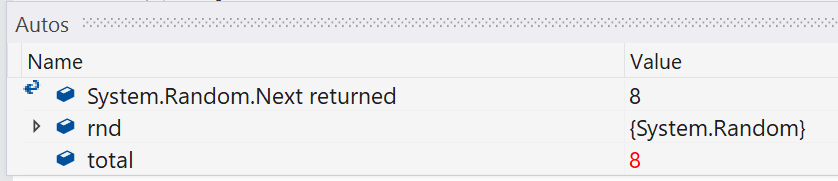 Autos
Name Value
System.Random.Next returned 8
rnd {System.Random}
total 8